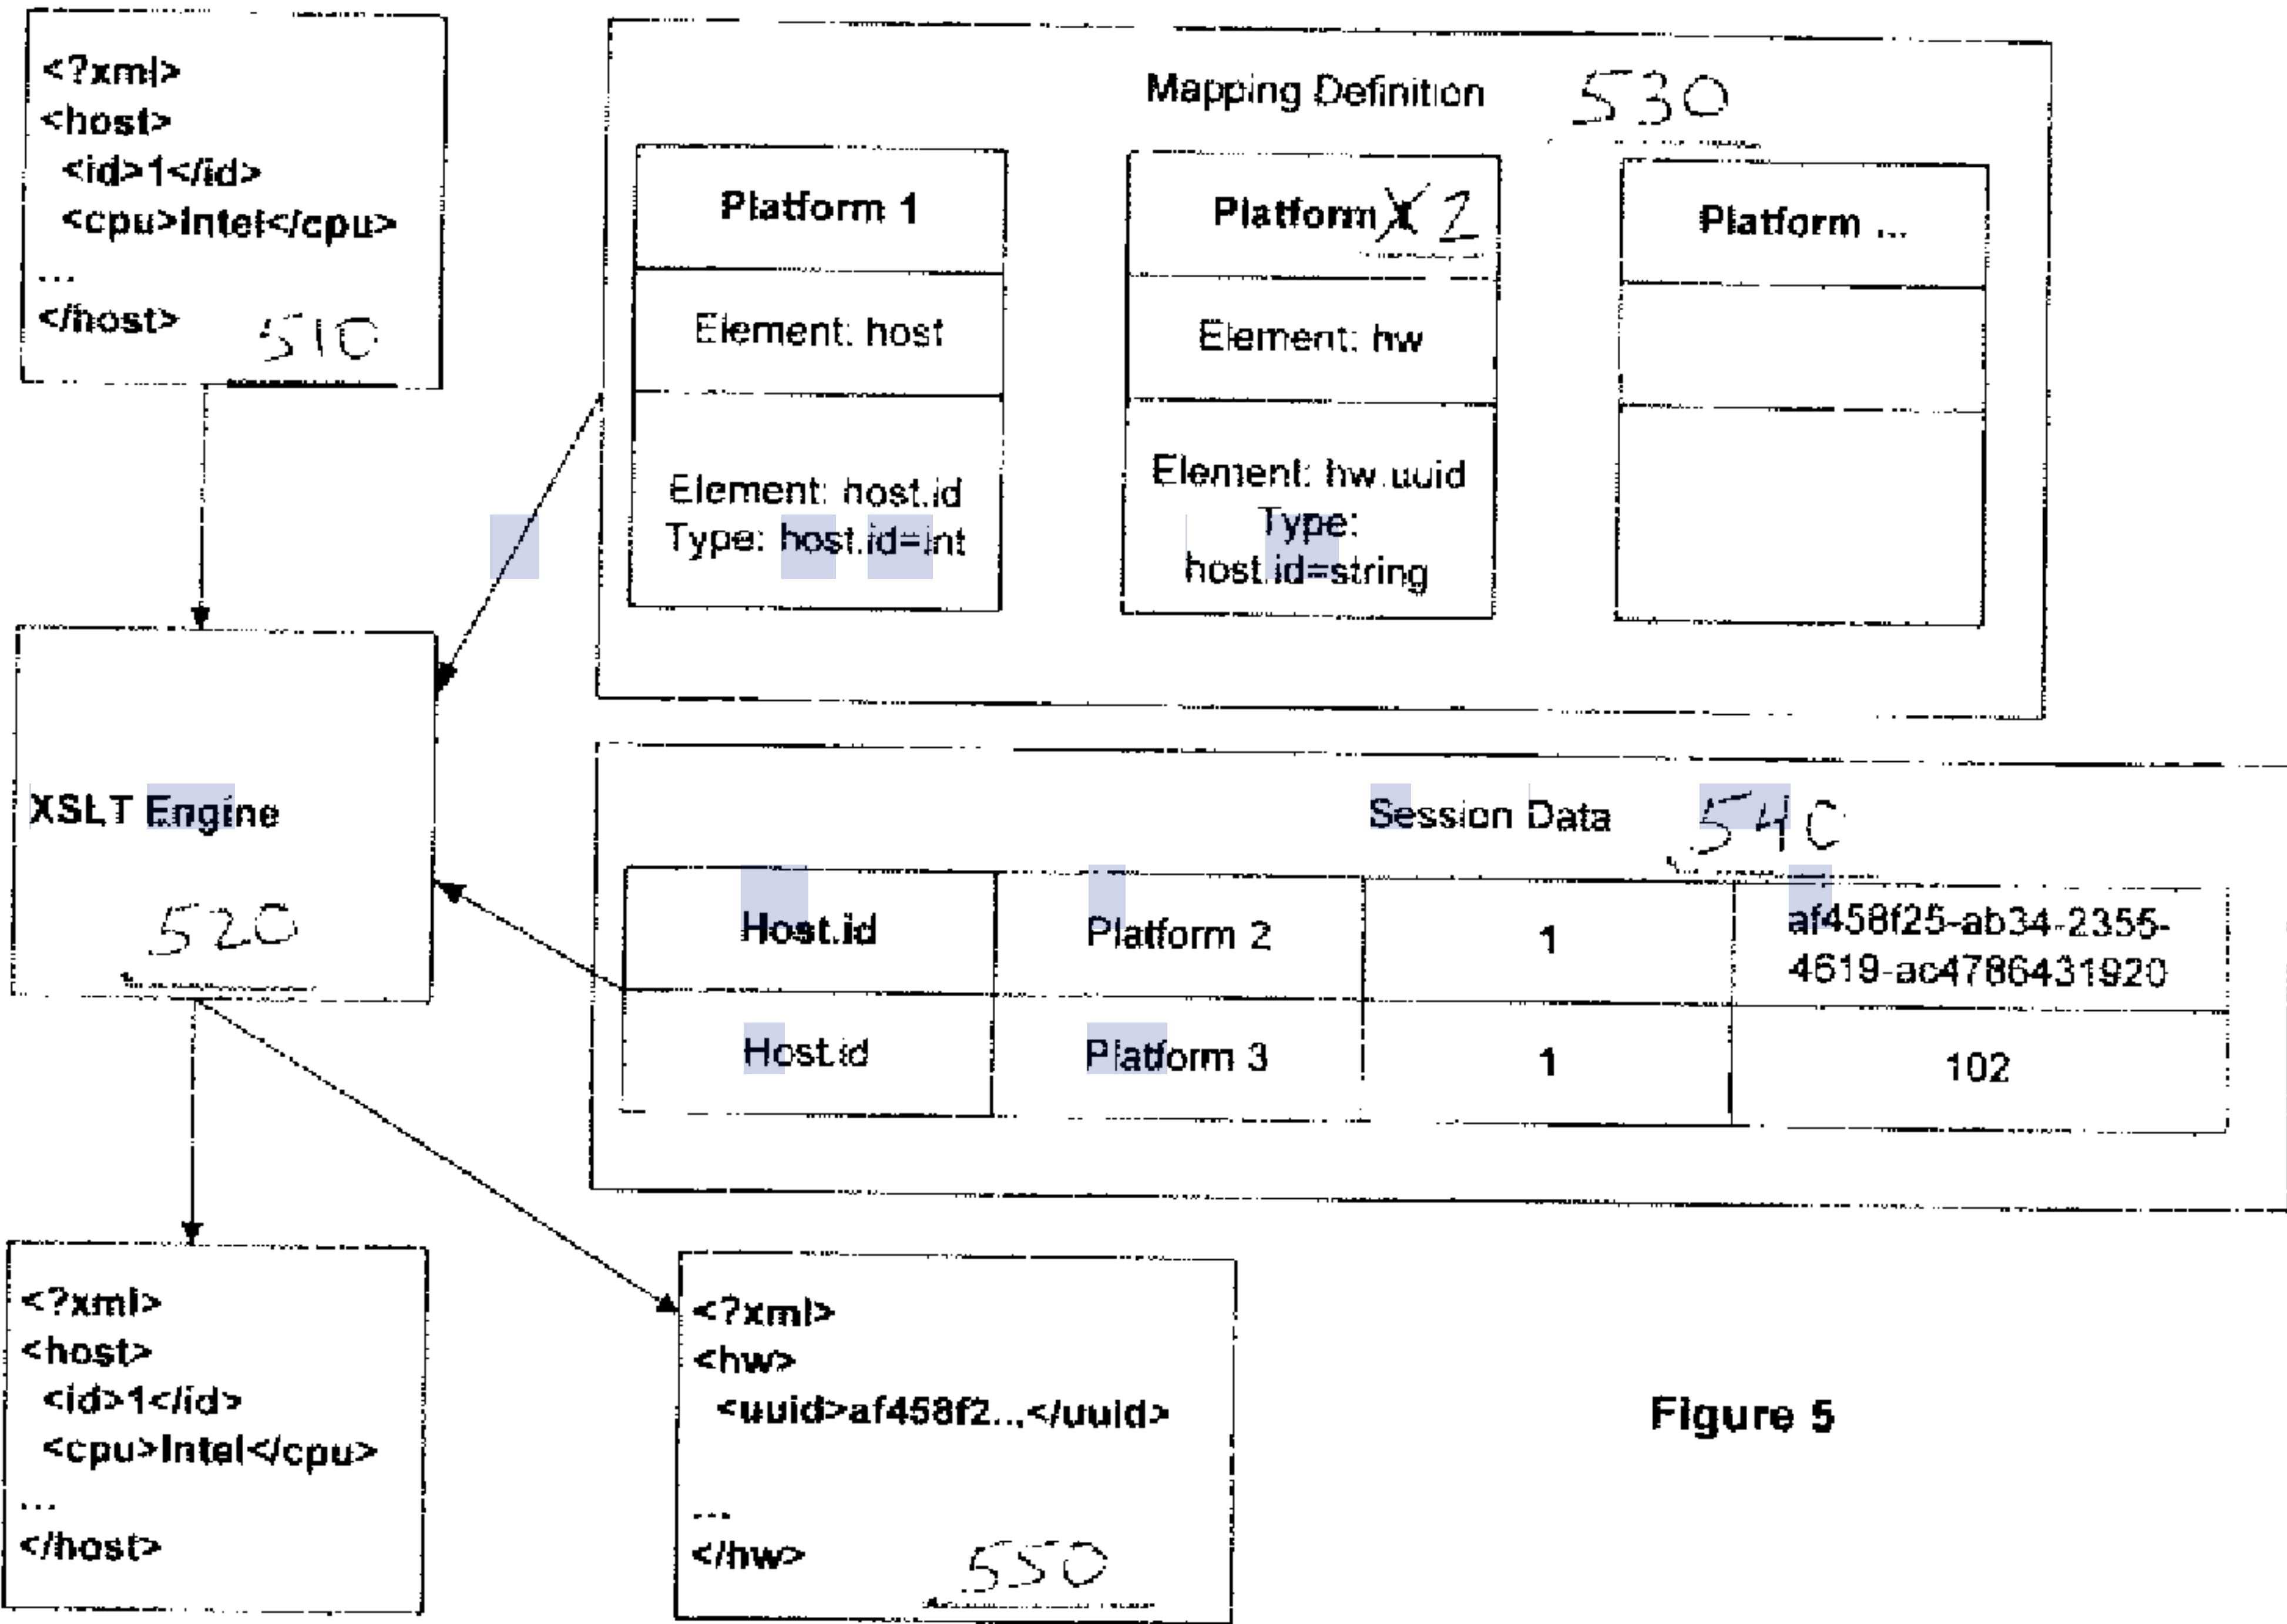 <?xml>
<host>
<id>1</id>
<cpu>Intel</cpu>
...
</host>
510
Mapping Definition 530
Platform 1
Element: host
Element: host.id
Type: host.id=int
Platform 2
Element: hw
Element: hw.uuid
Type:
host.id=string
Platform ...
XSLT Engine
520
Session Data 540
Host.id Platform 2 1 af458f25-ab34-2355-
4619-ac4786431920
Host.id Platform 3 1 102
<?xml>
<host>
<id>1</id>
<cpu>Intel</cpu>
...
</host>
<?xml>
<hw>
<uuid>af458f2...</uuid>
...
</hw>
550
Figure 5